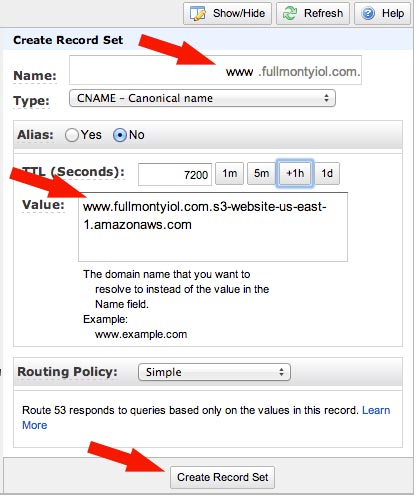 Show/Hide Refresh Help
Create Record Set
Name: www .fullmontyiol.com.
Type: CNAME – Canonical name
Alias: Yes No
TTL (Seconds): 7200 1m 5m +1h 1d
Value: www.fullmontyiol.com.s3-website-us-east-
1.amazonaws.com
The domain name that you want to
resolve to instead of the value in the
Name field.
Example:
www.example.com
Routing Policy: Simple
Route 53 responds to queries based only on the values in this record. Learn
More
Create Record Set